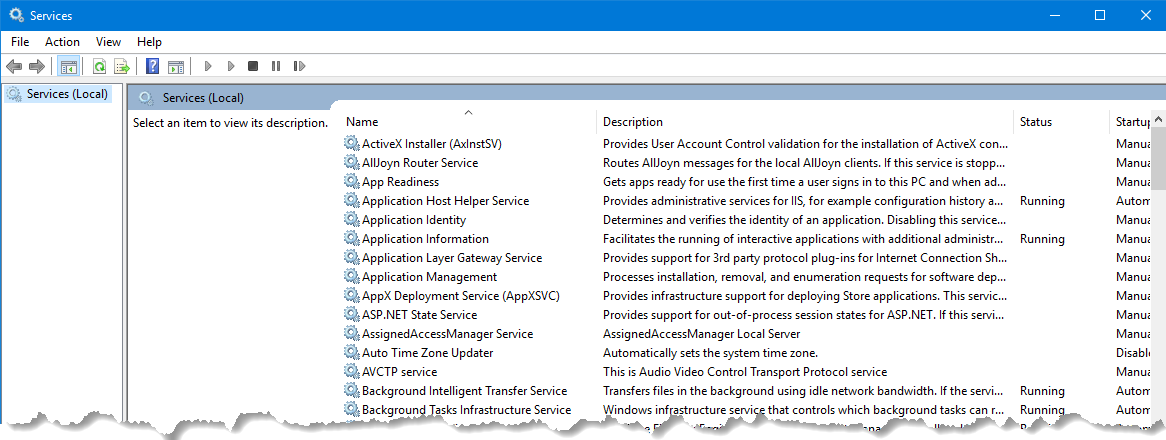 Services
File Action View Help
Services (Local)
Services (Local)
Select an item to view its description.
Name Description Status Startup
ActiveX Installer (AxInstSV) Provides User Account Control validation for the installation of ActiveX con... Manua
AllJoyn Router Service Routes AllJoyn messages for the local AllJoyn clients. If this service is stopp... Manua
App Readiness Gets apps ready for use the first time a user signs in to this PC and when ad... Manua
Application Host Helper Service Provides administrative services for IIS, for example configuration history a... Running Autom
Application Identity Determines and verifies the identity of an application. Disabling this service... Manua
Application Information Facilitates the running of interactive applications with additional administr... Running Manua
Application Layer Gateway Service Provides support for 3rd party protocol plug-ins for Internet Connection Sh... Manua
Application Management Processes installation, removal, and enumeration requests for software dep... Manua
AppX Deployment Service (AppXSVC) Provides infrastructure support for deploying Store applications. This servic... Manua
ASP.NET State Service Provides support for out-of-process session states for ASP.NET. If this servi... Manua
AssignedAccessManager Service AssignedAccessManager Local Server Manua
Auto Time Zone Updater Automatically sets the system time zone. Disabl
AVCTP service This is Audio Video Control Transport Protocol service Manua
Background Intelligent Transfer Service Transfers files in the background using idle network bandwidth. If the servi... Running Autom
Background Tasks Infrastructure Service Windows infrastructure service that controls which background tasks can r... Running Autom